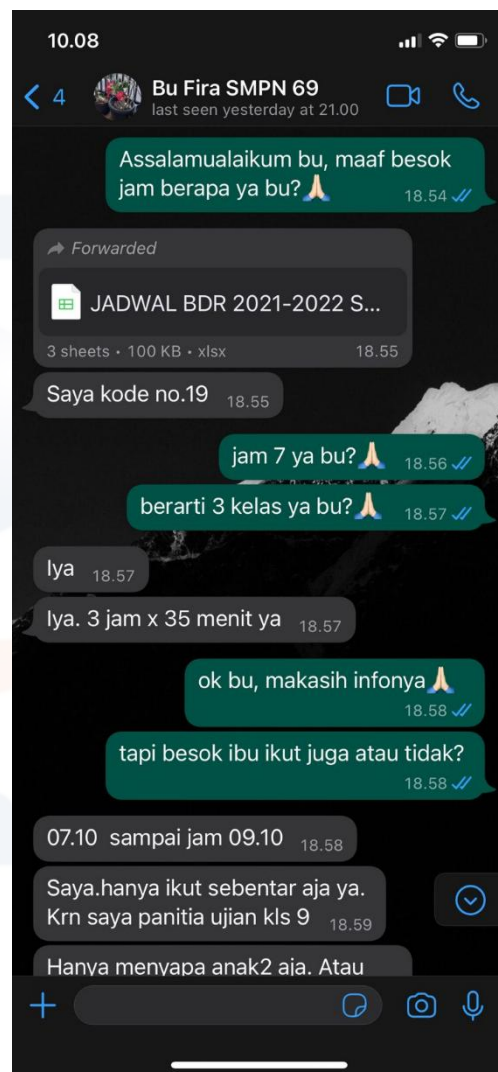 10.08
4
Bu Fira SMPN 69
last seen yesterday at 21.00
Assalamualaikum bu, maaf besok
jam berapa ya bu?🙏🏻
18.54
Forwarded
JADWAL BDR 2021-2022 S...
3 sheets • 100 KB • xlsx
18.55
Saya kode no.19 18.55
jam 7 ya bu?🙏🏻 18.56
berarti 3 kelas ya bu?🙏🏻 18.57
Iya 18.57
Iya. 3 jam x 35 menit ya 18.57
ok bu, makasih infonya🙏🏻
18.58
tapi besok ibu ikut juga atau tidak?
18.58
07.10 sampai jam 09.10 18.58
Saya.hanya ikut sebentar aja ya.
Krn saya panitia ujian kls 9 18.59
Hanya menyapa anak2 aja. Atau